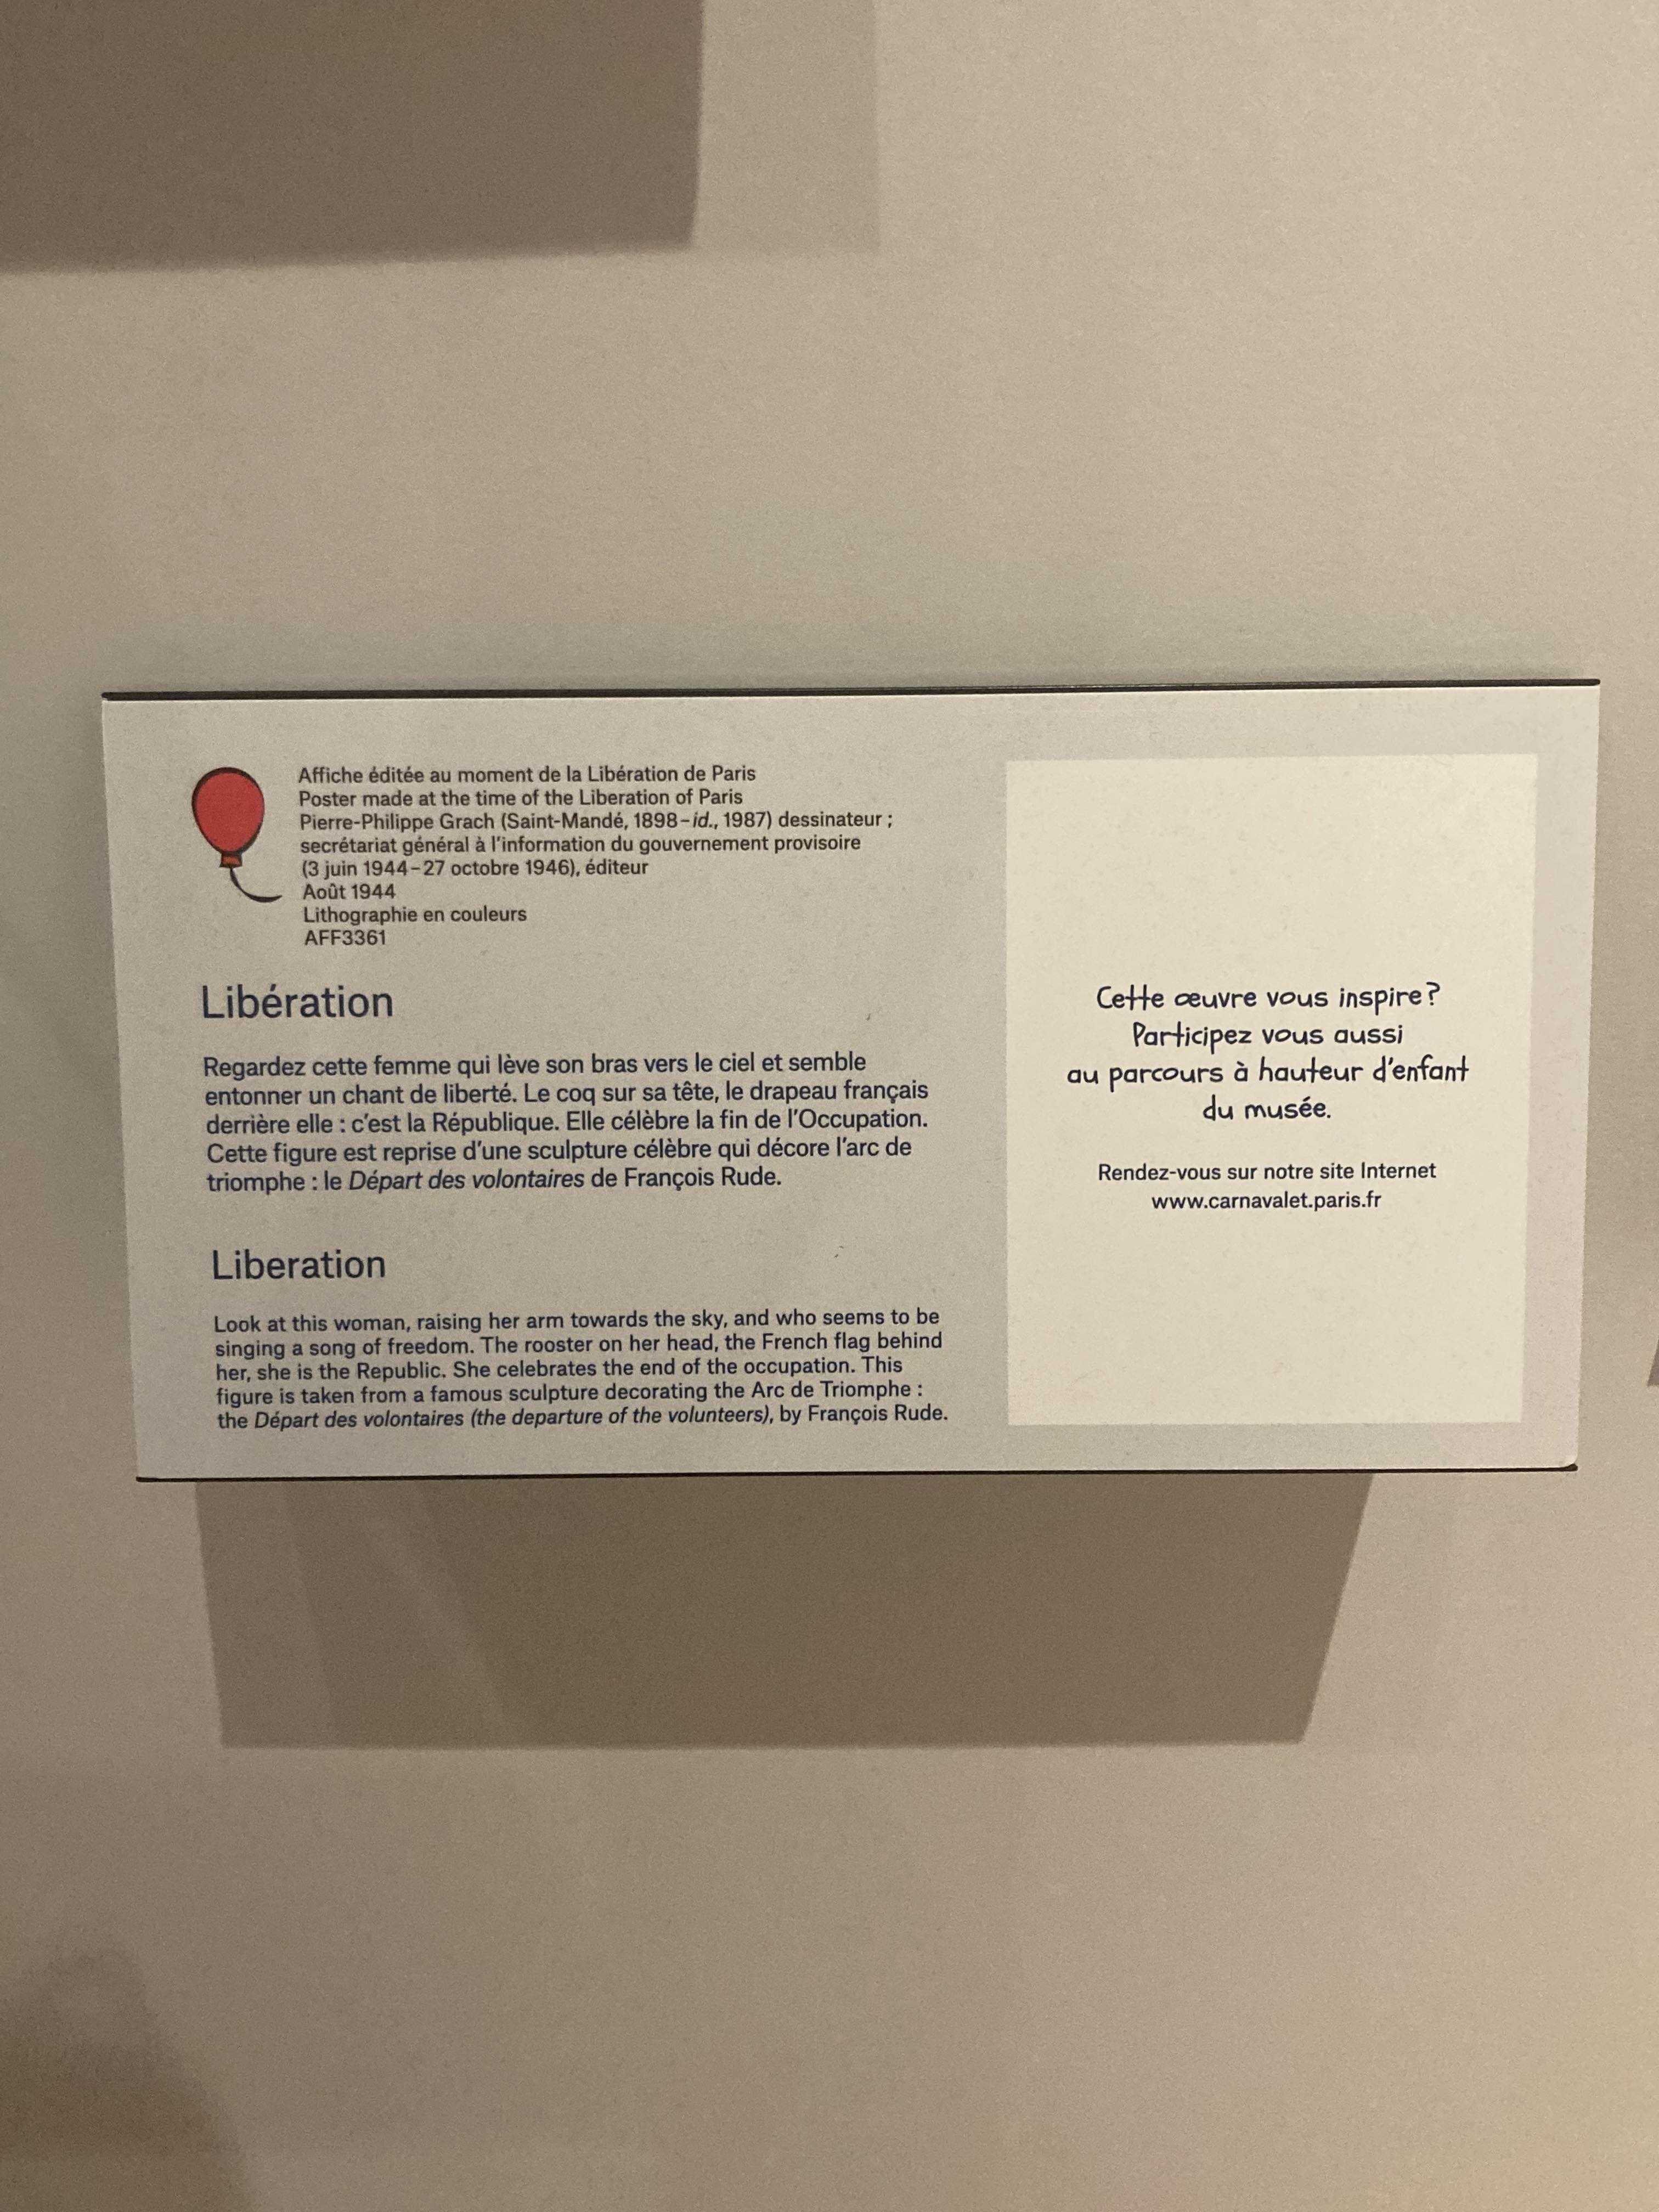 Affiche éditée au moment de la Libération de Paris
Poster made at the time of the Liberation of Paris
Pierre-Philippe Grach (Saint-Mandé, 1898 – id., 1987) dessinateur ;
secrétariat général à l'information du gouvernement provisoire
(3 juin 1944 – 27 octobre 1946), éditeur
Août 1944
Lithographie en couleurs
AFF3361
Libération
Regardez cette femme qui lève son bras vers le ciel et semble
entonner un chant de liberté. Le coq sur sa tête, le drapeau français
derrière elle : c'est la République. Elle célèbre la fin de l'Occupation.
Cette figure est reprise d'une sculpture célèbre qui décore l'arc de
triomphe : le Départ des volontaires de François Rude.
Liberation
Look at this woman, raising her arm towards the sky, and who seems to be
singing a song of freedom. The rooster on her head, the French flag behind
her, she is the Republic. She celebrates the end of the occupation. This
figure is taken from a famous sculpture decorating the Arc de Triomphe :
the Départ des volontaires (the departure of the volunteers), by François Rude.
Cette œuvre vous inspire ?
Participez vous aussi
au parcours à hauteur d'enfant
du musée.
Rendez-vous sur notre site Internet
www.carnavalet.paris.fr